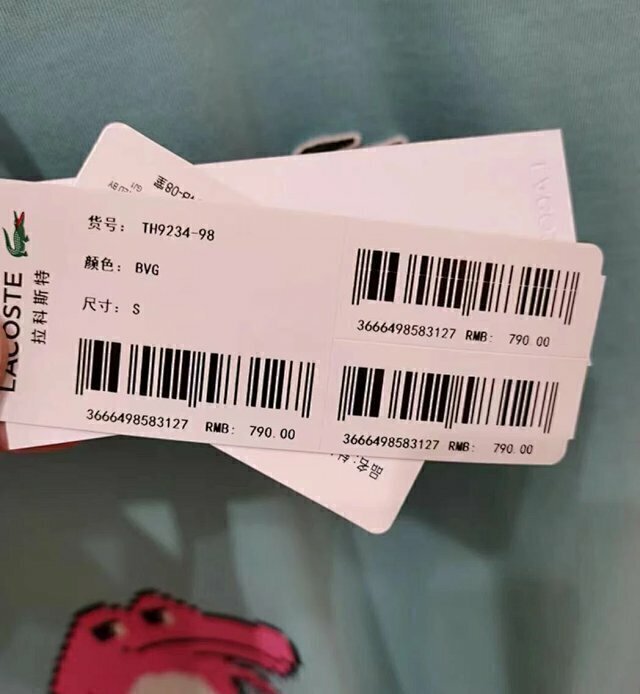 LACOSTE
拉科斯特
货号： TH9234-98
颜色： BVG
尺寸： S
3666498583127 RMB： 790.00
3666498583127 RMB： 790.00
3666498583127 RMB： 790.00